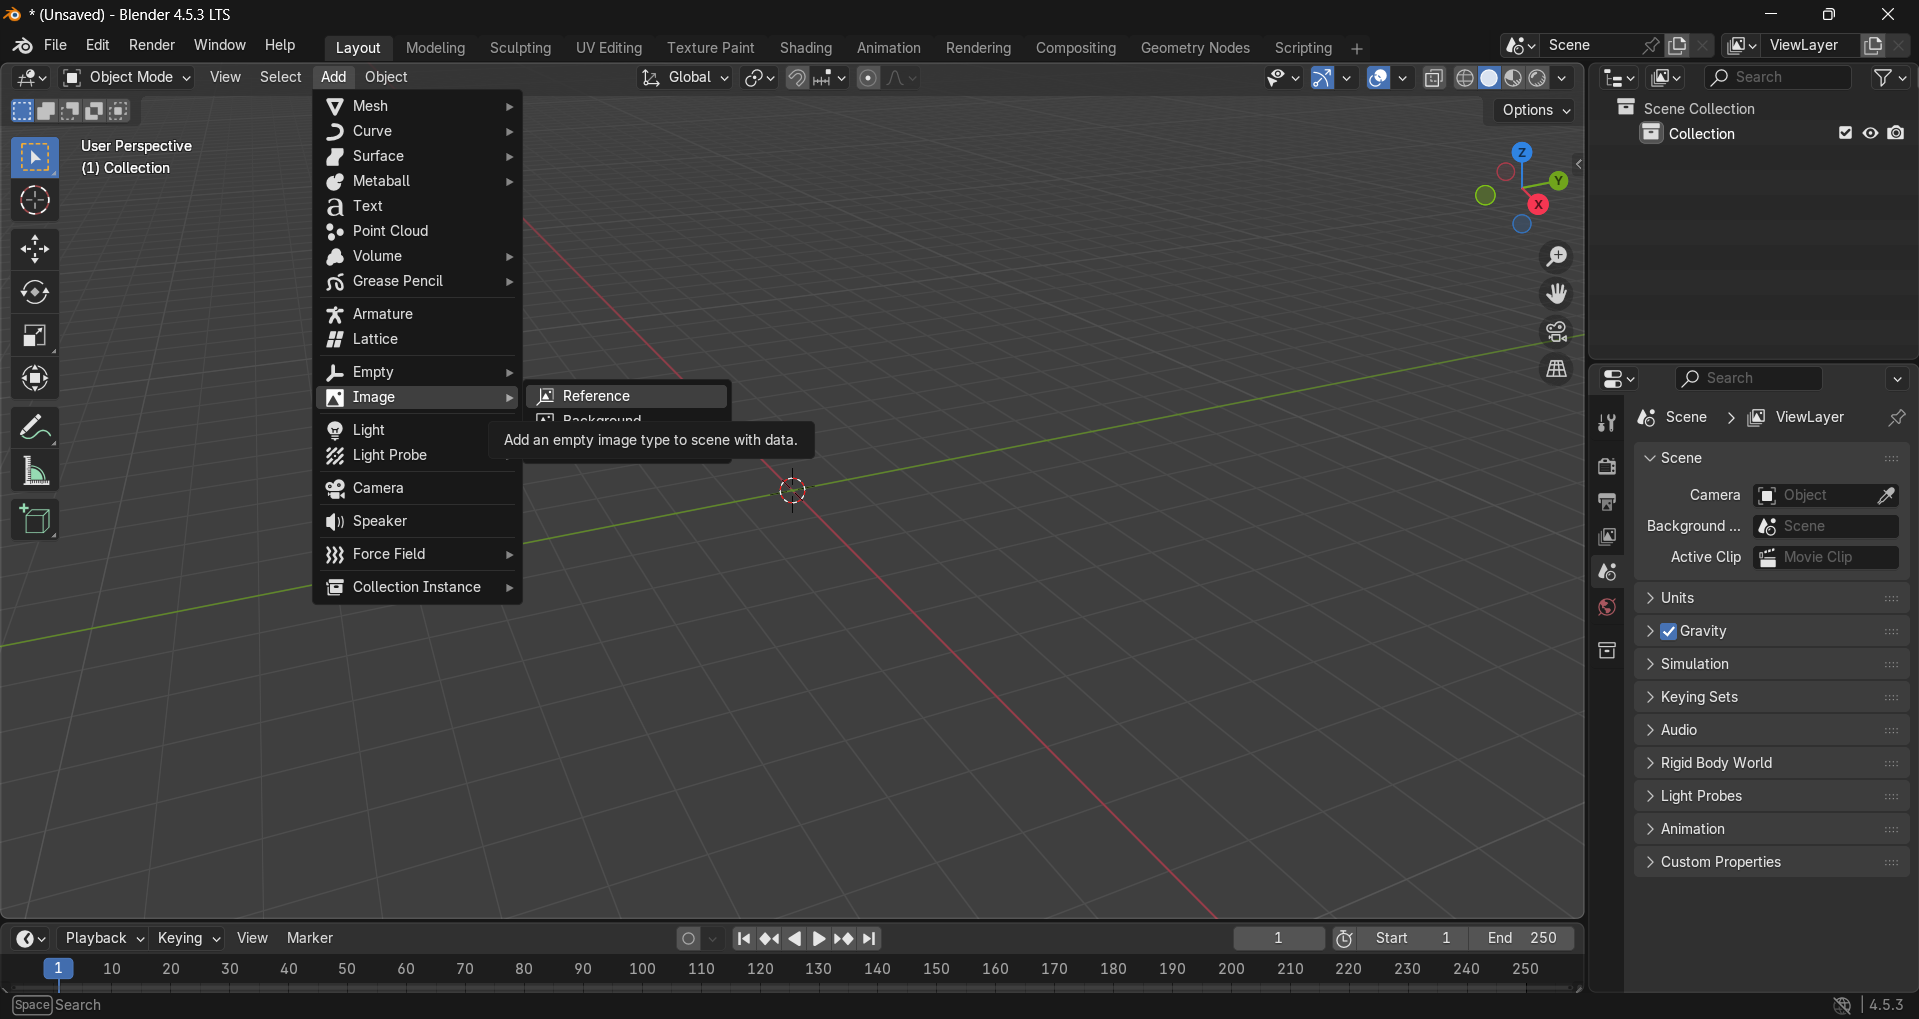 * (Unsaved) - Blender 4.5.3 LTS
File Edit Render Window Help Layout Modeling Sculpting UV Editing Texture Paint Shading Animation Rendering Compositing Geometry Nodes Scripting + Scene ViewLayer
Object Mode View Select Add Object Global Search
Options
User Perspective
(1) Collection
Mesh
Curve
Surface
Metaball
Text
Point Cloud
Volume
Grease Pencil
Armature
Lattice
Empty
Image
Light
Light Probe
Camera
Speaker
Force Field
Collection Instance
Reference
Background
Add an empty image type to scene with data.
Z
Y
X
Scene Collection
Collection
Search
Scene > ViewLayer
Scene
Camera Object
Background ... Scene
Active Clip Movie Clip
Units
Gravity
Simulation
Keying Sets
Audio
Rigid Body World
Light Probes
Animation
Custom Properties
Playback Keying View Marker 1 Start 1 End 250
1 10 20 30 40 50 60 70 80 90 100 110 120 130 140 150 160 170 180 190 200 210 220 230 240 250
Space Search 4.5.3